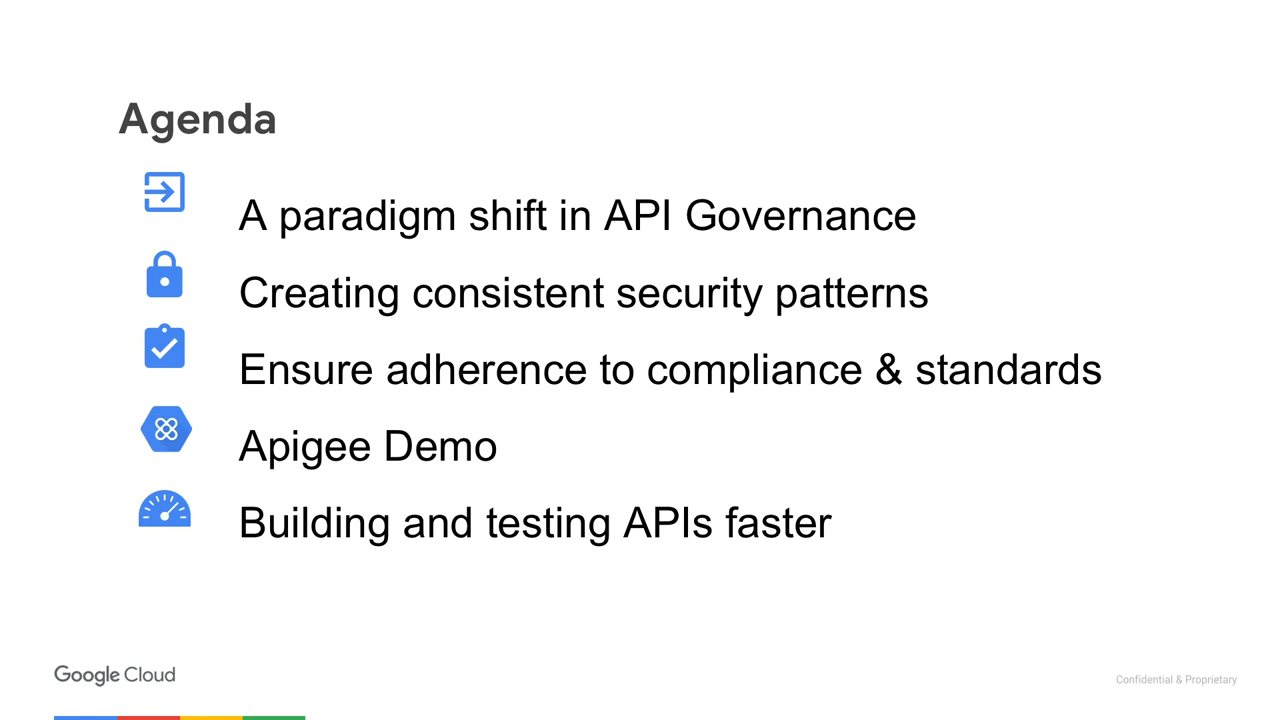 Agenda
A paradigm shift in API Governance
Creating consistent security patterns
Ensure adherence to compliance & standards
Apigee Demo
Building and testing APIs faster
Google Cloud
Confidential & Proprietary